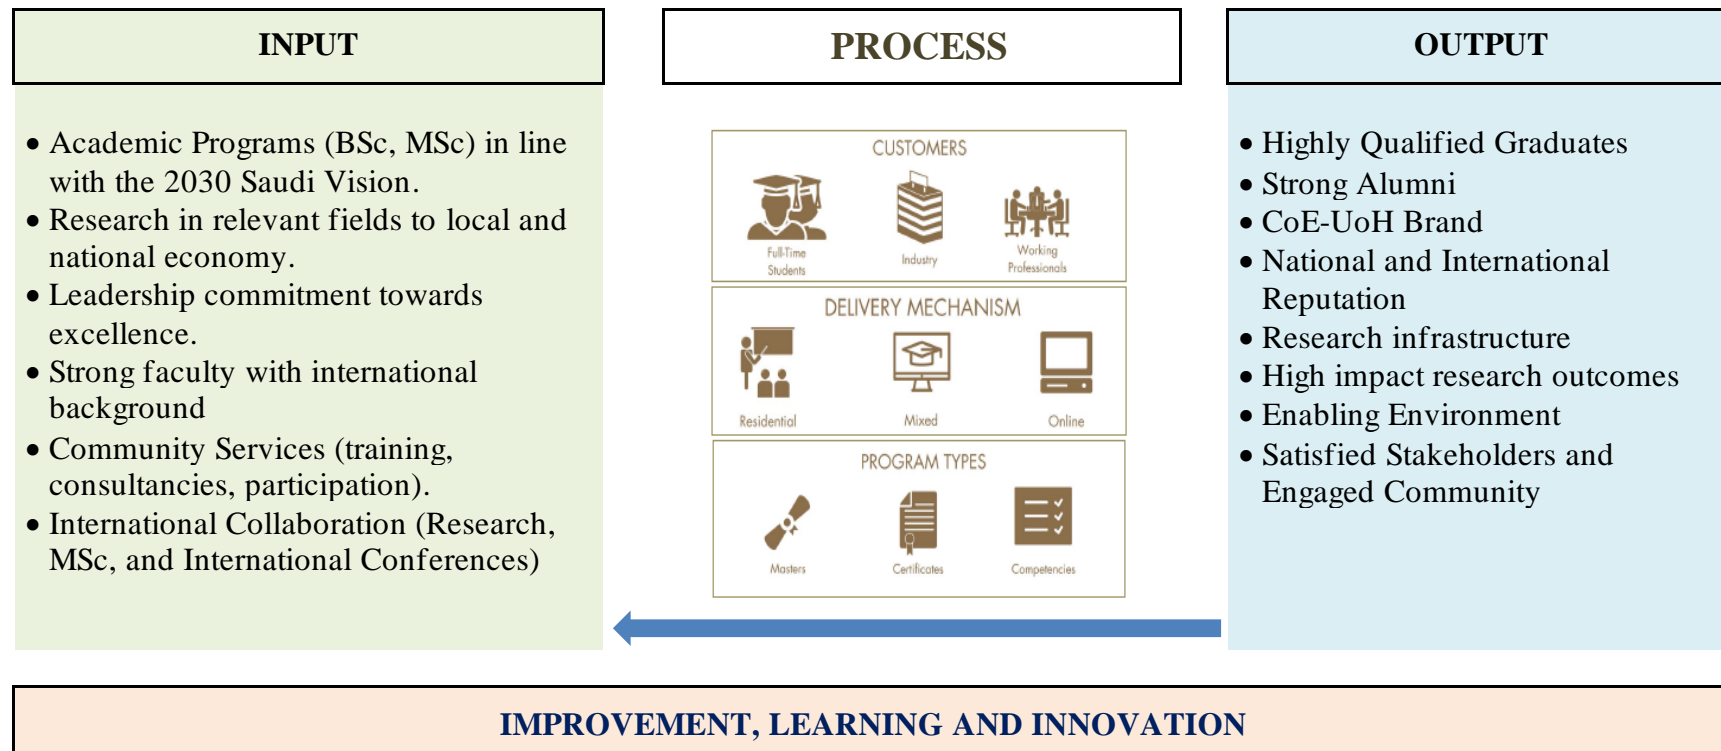 INPUT
• Academic Programs (BSc, MSc) in line
with the 2030 Saudi Vision.
• Research in relevant fields to local and
national economy.
• Leadership commitment towards
excellence.
• Strong faculty with international
background
• Community Services (training,
consultancies, participation).
• International Collaboration (Research,
MSc, and International Conferences)
PROCESS
CUSTOMERS
Full-Time
Students
Industry
Working
Professionals
DELIVERY MECHANISM
Residential
Mixed
Online
PROGRAM TYPES
Masters
Certificates
Competencies
OUTPUT
• Highly Qualified Graduates
• Strong Alumni
• CoE-UoH Brand
• National and International
Reputation
• Research infrastructure
• High impact research outcomes
• Enabling Environment
• Satisfied Stakeholders and
Engaged Community
IMPROVEMENT, LEARNING AND INNOVATION